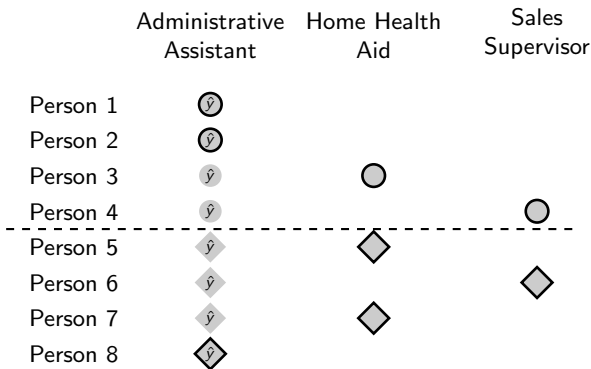 Administrative Assistant
Home Health Aid
Sales Supervisor
Person 1 ŷ
Person 2 ŷ
Person 3 ŷ
Person 4 ŷ
Person 5 ŷ
Person 6 ŷ
Person 7 ŷ
Person 8 ŷ